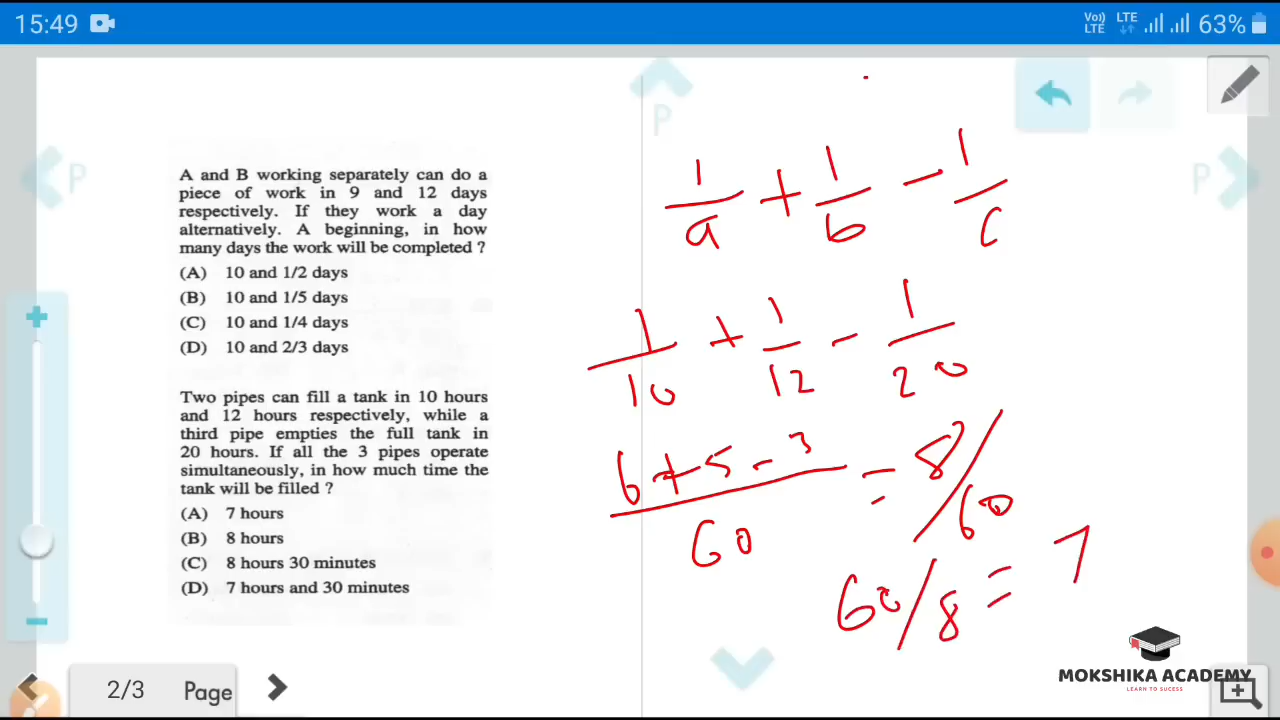 15:49
Vo)) LTE LTE 63%
P
P
P
A and B working separately can do a
piece of work in 9 and 12 days
respectively. If they work a day
alternatively. A beginning, in how
many days the work will be completed ?
(A) 10 and 1/2 days
(B) 10 and 1/5 days
(C) 10 and 1/4 days
(D) 10 and 2/3 days
Two pipes can fill a tank in 10 hours
and 12 hours respectively, while a
third pipe empties the full tank in
20 hours. If all the 3 pipes operate
simultaneously, in how much time the
tank will be filled ?
(A) 7 hours
(B) 8 hours
(C) 8 hours 30 minutes
(D) 7 hours and 30 minutes
1/a + 1/b - 1/c
1/10 + 1/12 - 1/20
6+5-3/60 = 8/60
60/8 = 7
MOKSHIKA ACADEMY
LEARN TO SUCESS
2/3 Page